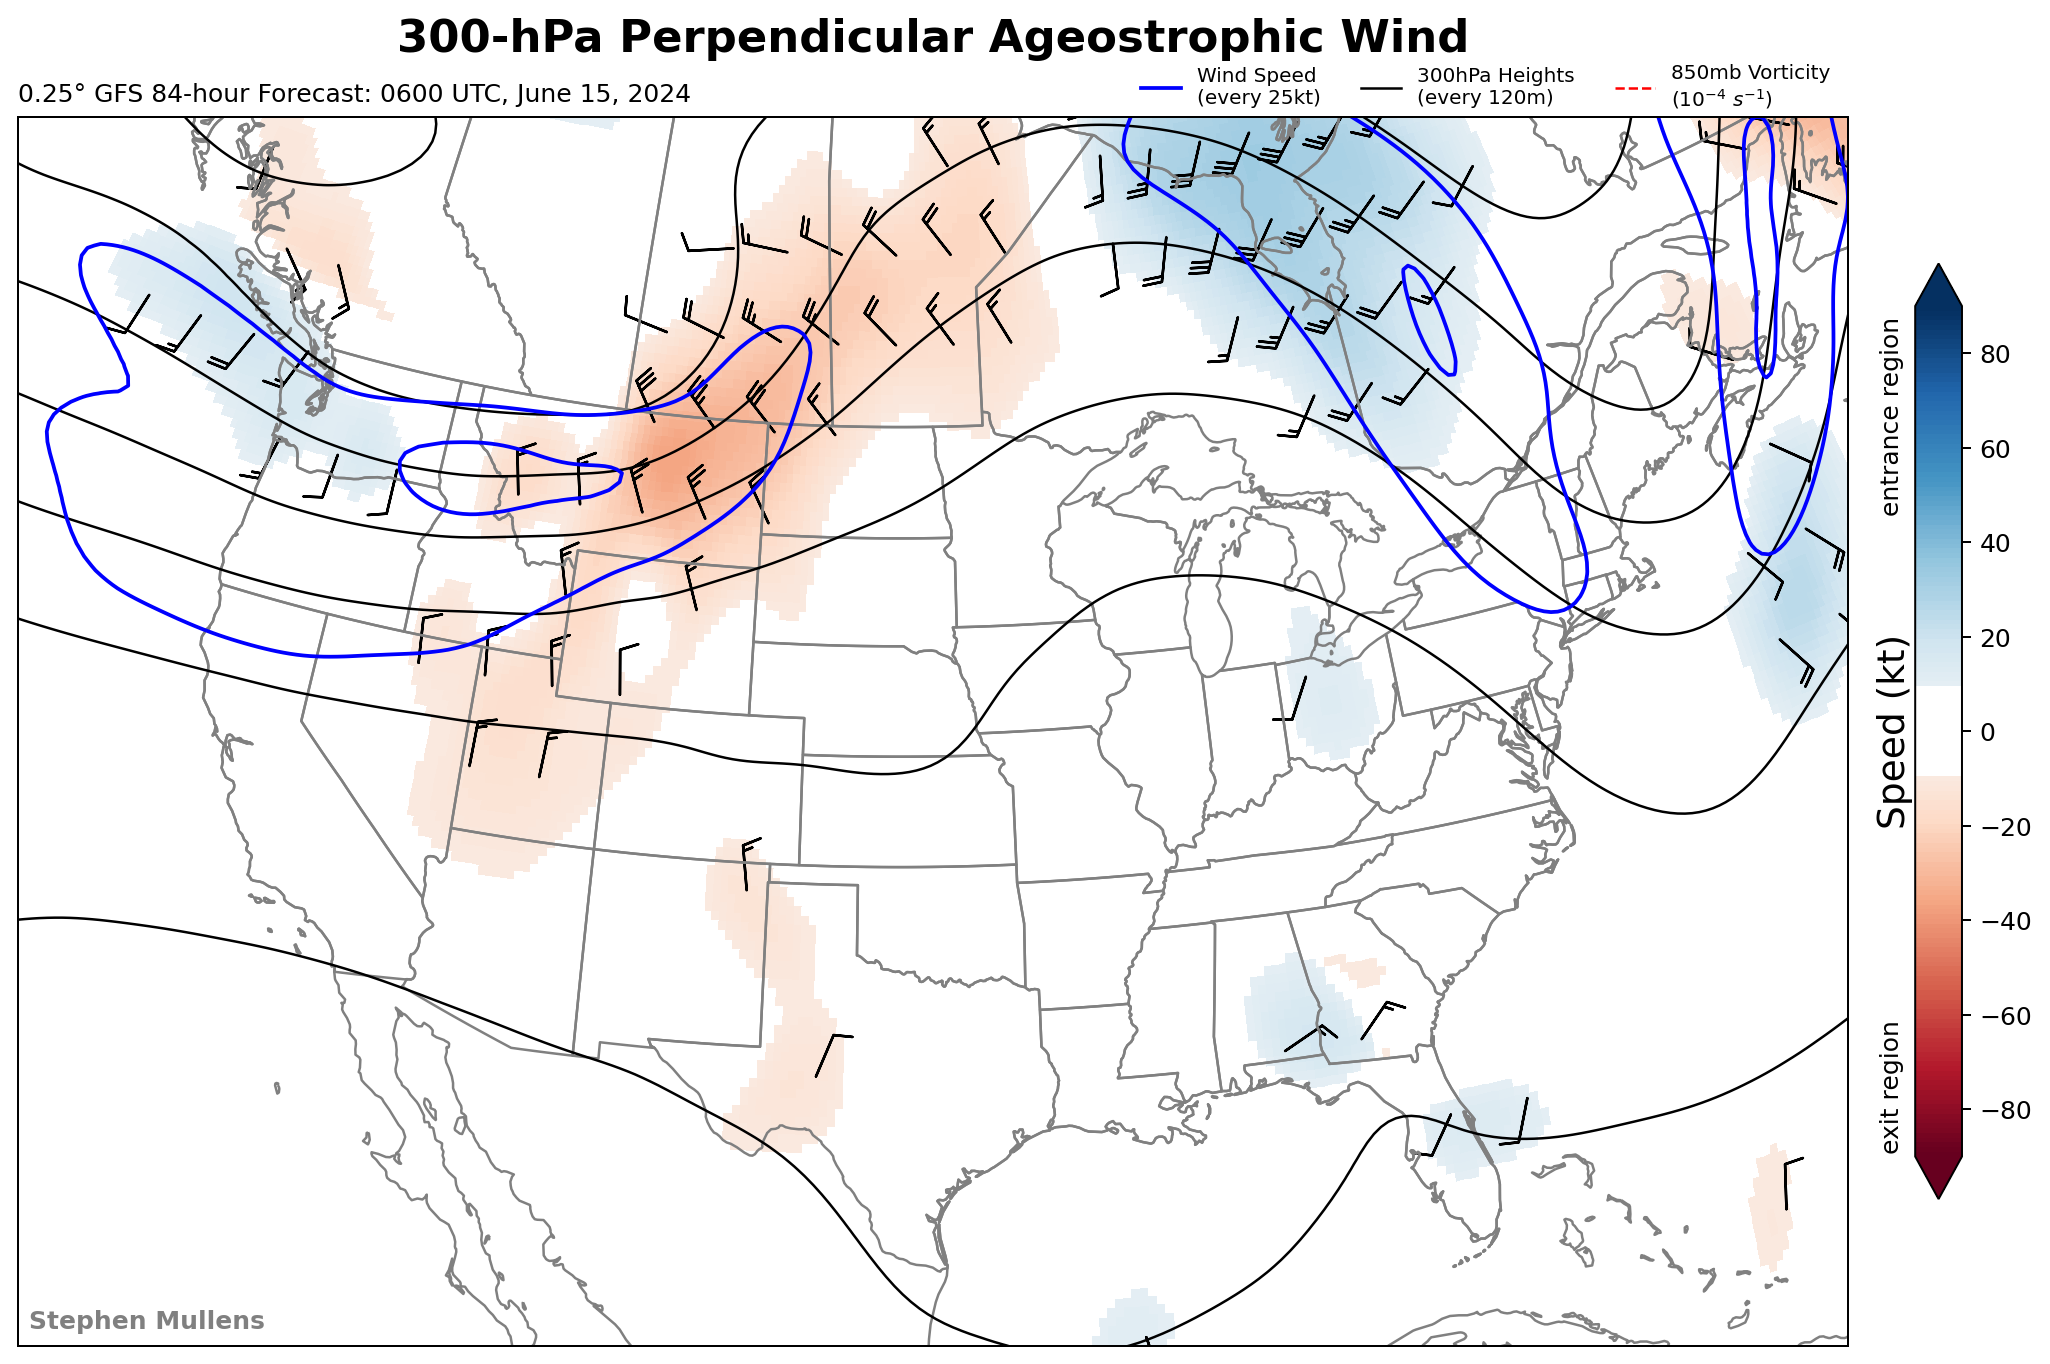 300-hPa Perpendicular Ageostrophic Wind
0.25° GFS 84-hour Forecast: 0600 UTC, June 15, 2024
Wind Speed
(every 25kt)
300hPa Heights
(every 120m)
850mb Vorticity
(10⁻⁴ s⁻¹)
entrance region
Speed (kt)
exit region
80
60
40
20
0
−20
−40
−60
−80
Stephen Mullens